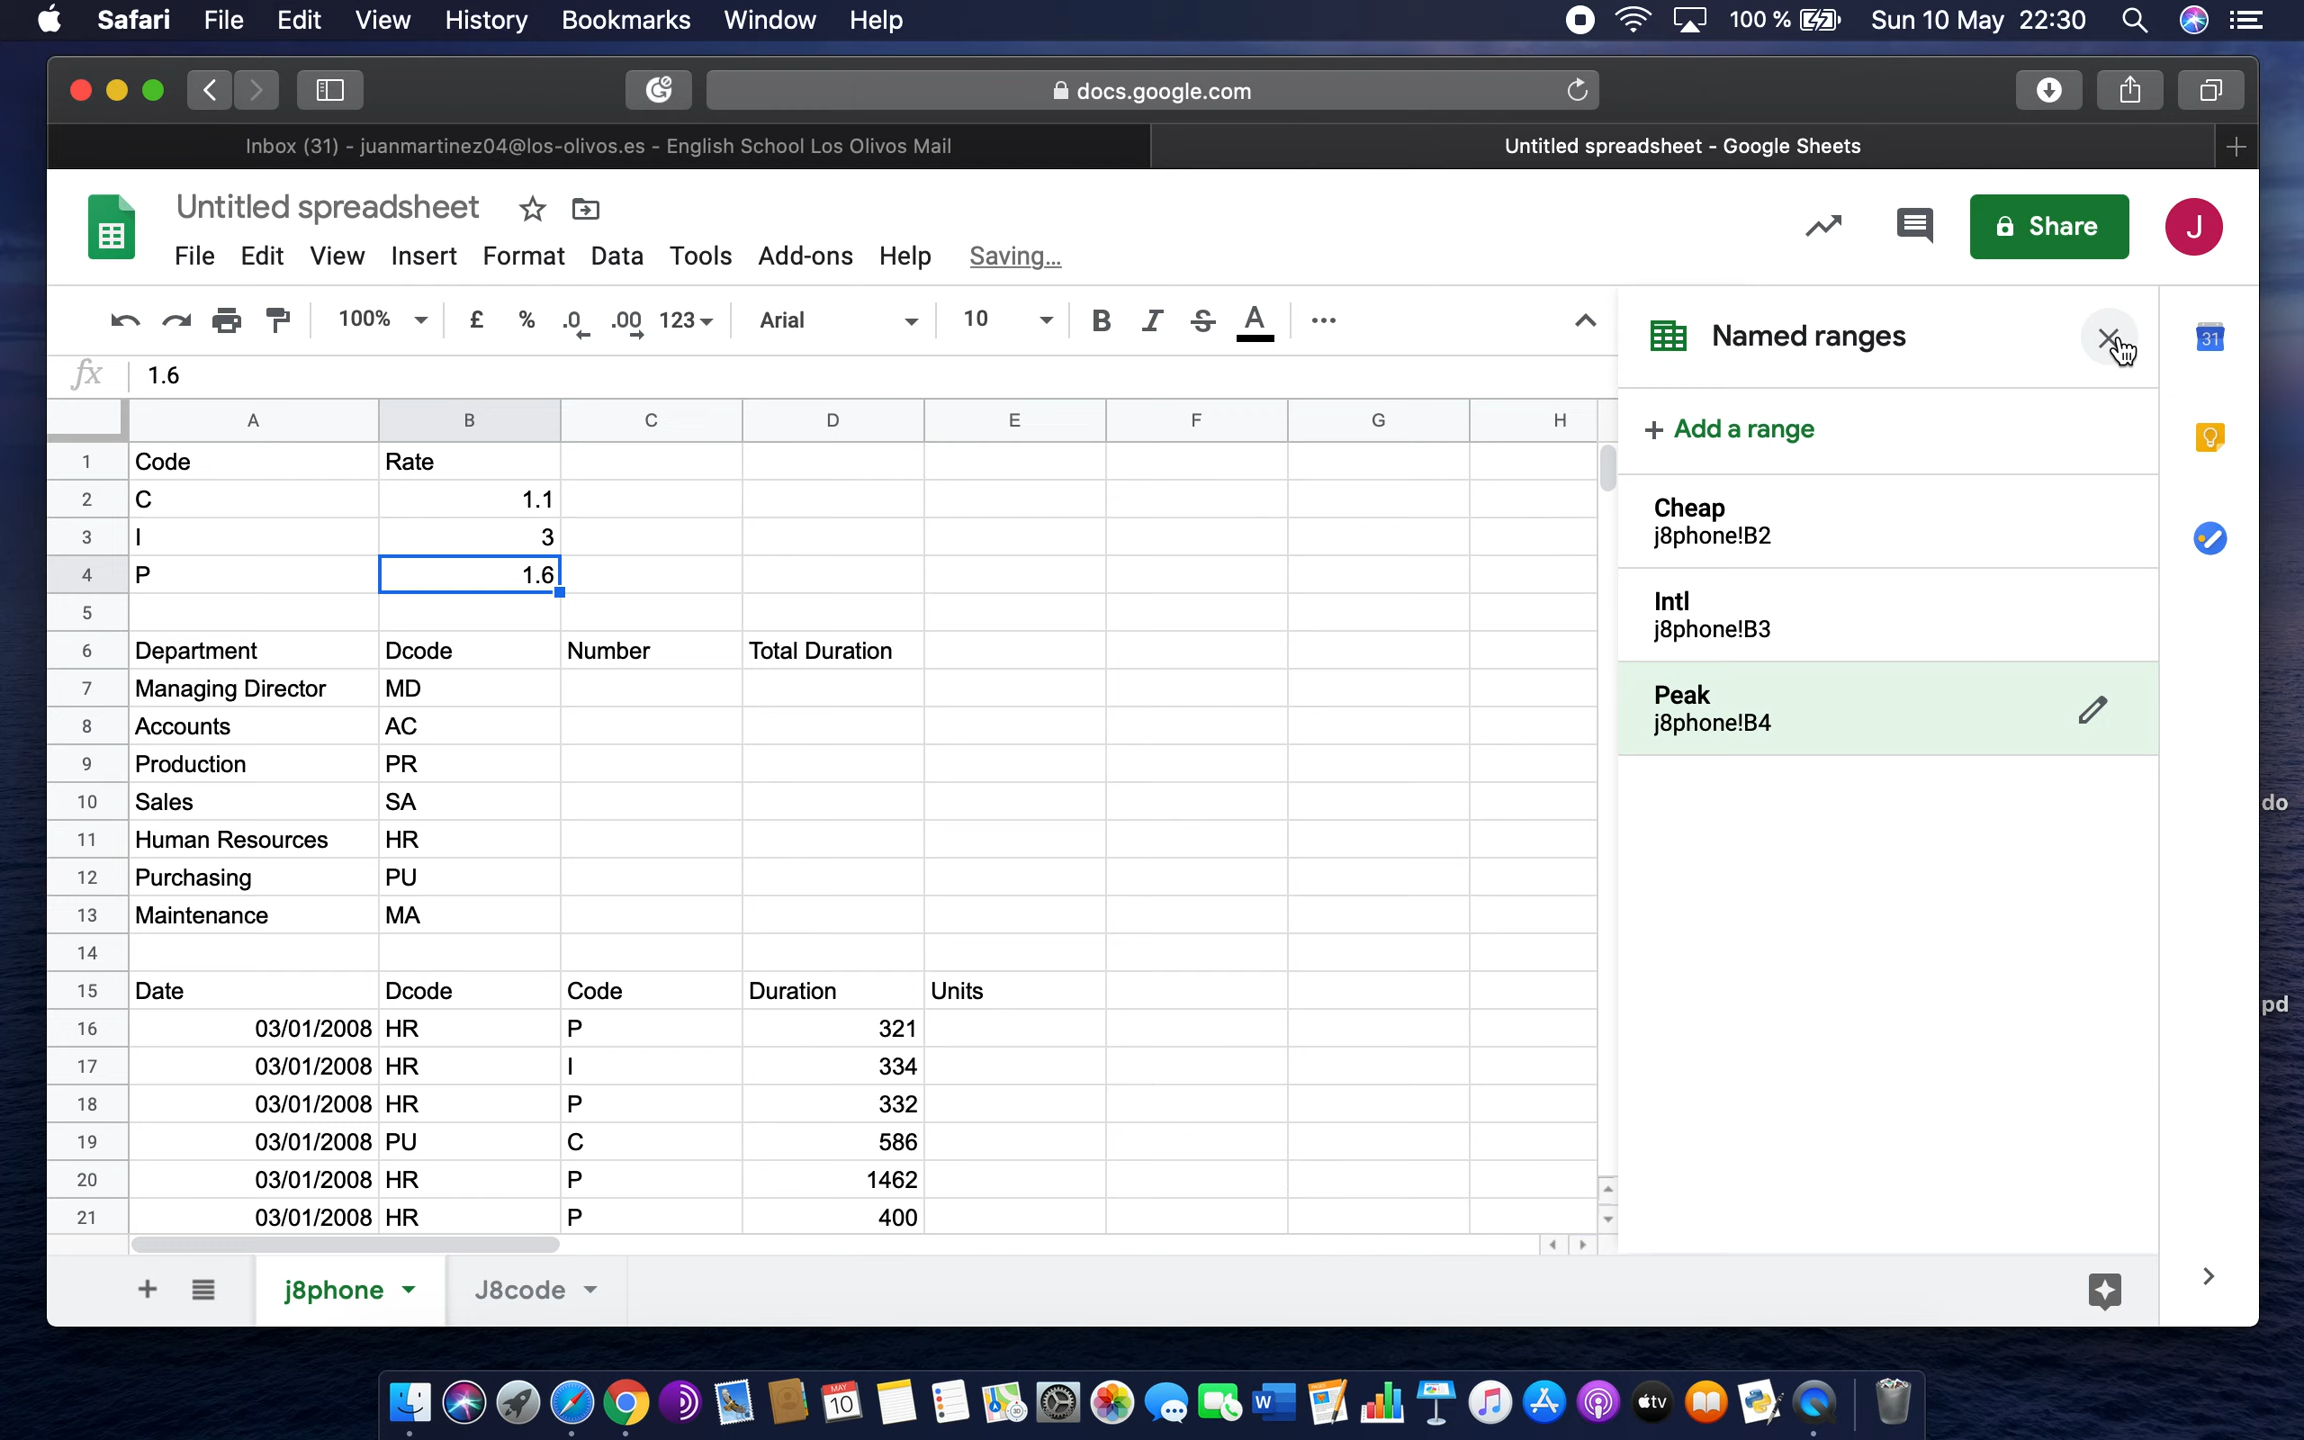 Safari File Edit View History Bookmarks Window Help 100 % Sun 10 May 22:30
docs.google.com
Inbox (31) - juanmartinez04@los-olivos.es - English School Los Olivos Mail Untitled spreadsheet - Google Sheets
Untitled spreadsheet
File Edit View Insert Format Data Tools Add-ons Help Saving...
Share J
100% £ % .0 .00 123 Arial 10 B I S A
Named ranges
31
fx 1.6
+ Add a range
A B C D E F G H
1 Code Rate
2 C 1.1
3 I 3
4 P 1.6
5
6 Department Dcode Number Total Duration
7 Managing Director MD
8 Accounts AC
9 Production PR
10 Sales SA
11 Human Resources HR
12 Purchasing PU
13 Maintenance MA
14
15 Date Dcode Code Duration Units
16 03/01/2008 HR P 321
17 03/01/2008 HR I 334
18 03/01/2008 HR P 332
19 03/01/2008 PU C 586
20 03/01/2008 HR P 1462
21 03/01/2008 HR P 400
Cheap
j8phone!B2
Intl
j8phone!B3
Peak
j8phone!B4
do
pd
j8phone J8code
MAY
10
3D
W
tv